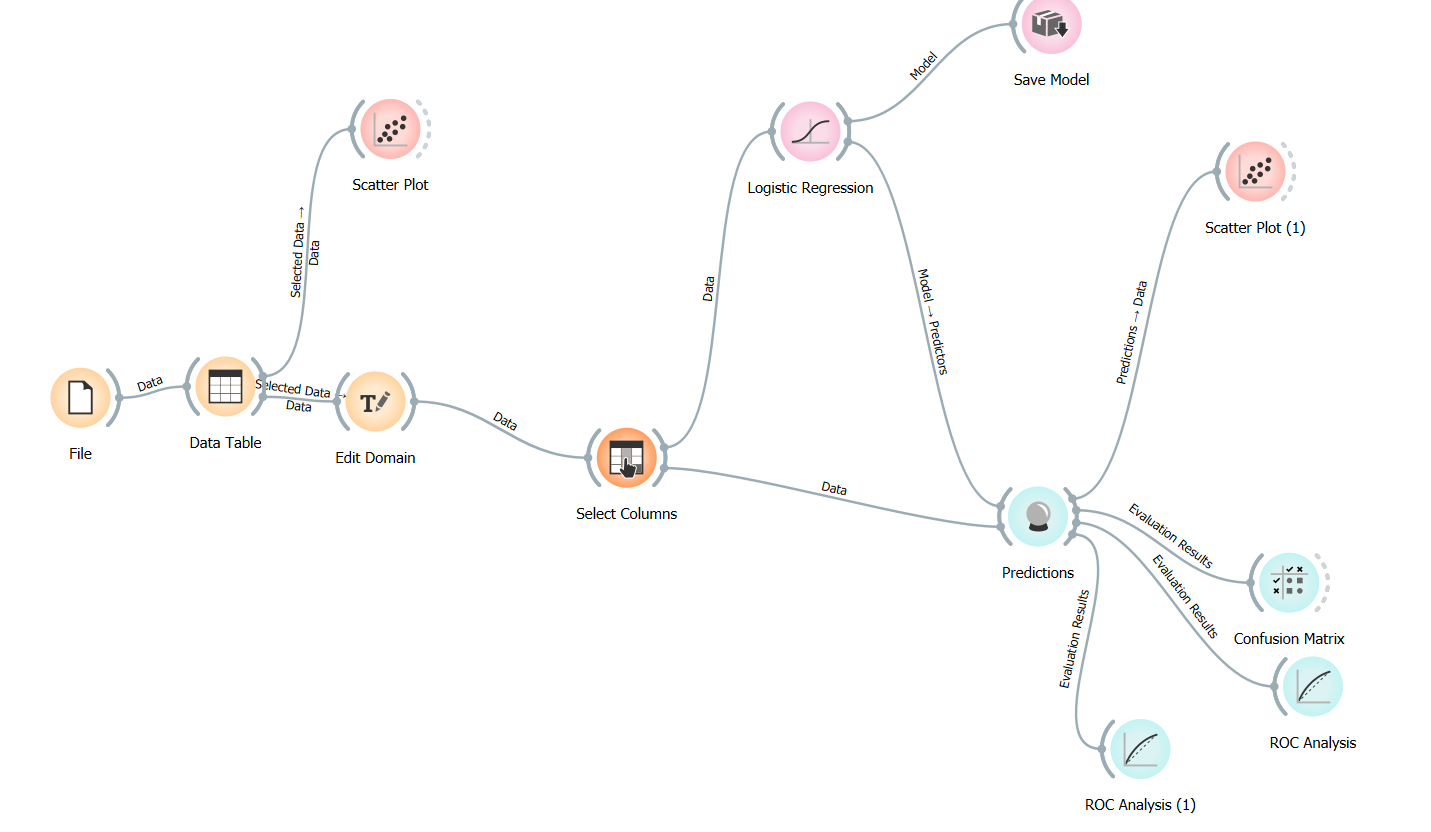 Save Model
Model
Scatter Plot
Logistic Regression
Scatter Plot (1)
Selected Data →
Data
Data
Model → Predictors
Predictions → Data
Data
Selected Data →
Data
File
Data Table
Edit Domain
Data
Select Columns
Data
Predictions
Evaluation Results
Evaluation Results
Evaluation Results
Confusion Matrix
ROC Analysis
ROC Analysis (1)